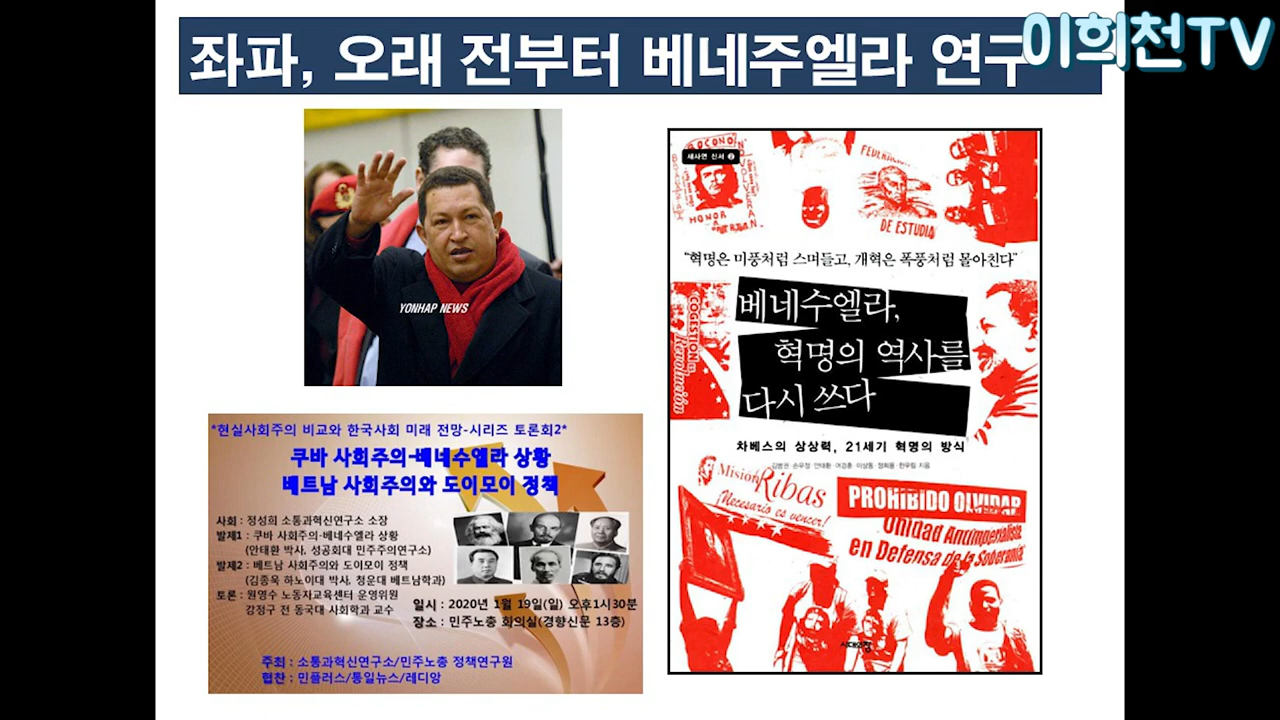 좌파, 오래 전부터 베네주엘라 연구
이희천TV
YONHAP NEWS
*현실사회주의 비교와 한국사회 미래 전망-시리즈 토론회2*
쿠바 사회주의-베네수엘라 상황
베트남 사회주의와 도이모이 정책
사회 : 정성희 소통과혁신연구소 소장
발제1 : 쿠바 사회주의-베네수엘라 상황
(안태환 박사, 성공회대 민주주의연구소)
발제2 : 베트남 사회주의와 도이모이 정책
(김종욱 하노이대 박사, 청운대 베트남학과)
토론 : 원영수 노동자교육센터 운영위원
강정구 전 동국대 사회학과 교수
일시 : 2020년 1월 19일(일) 오후1시30분
장소 : 민주노총 회의실(경향신문 13층)
주최 : 소통과혁신연구소/민주노총 정책연구원
협찬 : 민플러스/통일뉴스/레디앙
새사연 신서 2
HONOR
DE ESTUDIA
“혁명은 미풍처럼 스며들고, 개혁은 폭풍처럼 몰아친다”
COGESTION ES
Revolución
베네수엘라,
혁명의 역사를
다시 쓰다
차베스의 상상력, 21세기 혁명의 방식
Misión Ribas
¡Necesario es vencer!
PROHIBIDO OLVIDAR
Unidad Antiimperialista
en Defensa de la Soberanía
시대의창